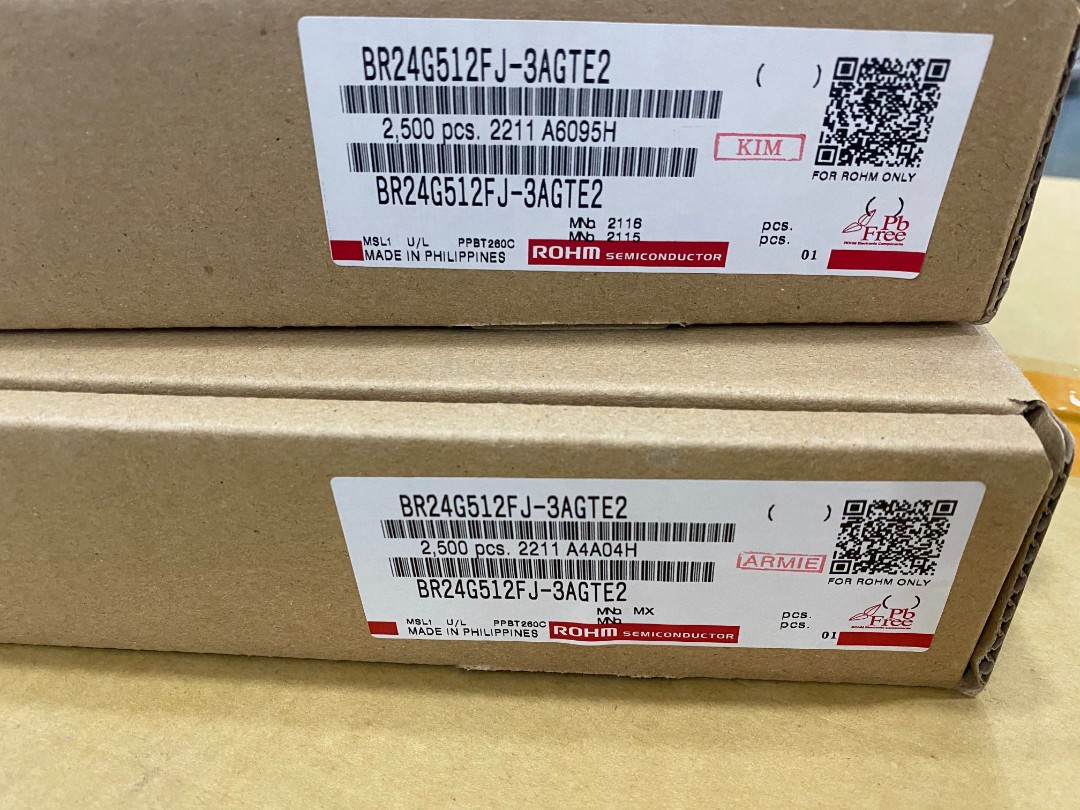 BR24G512FJ-3AGTE2
( )
2,500 pcs. 2211 A6095H
KIM
FOR ROHM ONLY
BR24G512FJ-3AGTE2
MNo 2116 pcs.
MNo 2115 pcs.
MSL1 U/L PPBT260C
MADE IN PHILIPPINES
ROHM SEMICONDUCTOR
01
( )
Pb
Free
BR24G512FJ-3AGTE2
( )
2,500 pcs. 2211 A4A04H
ARMIE
FOR ROHM ONLY
BR24G512FJ-3AGTE2
MNo MX pcs.
MNo pcs.
MSL1 U/L PPBT260C
MADE IN PHILIPPINES
ROHM SEMICONDUCTOR
01
( )
Pb
Free